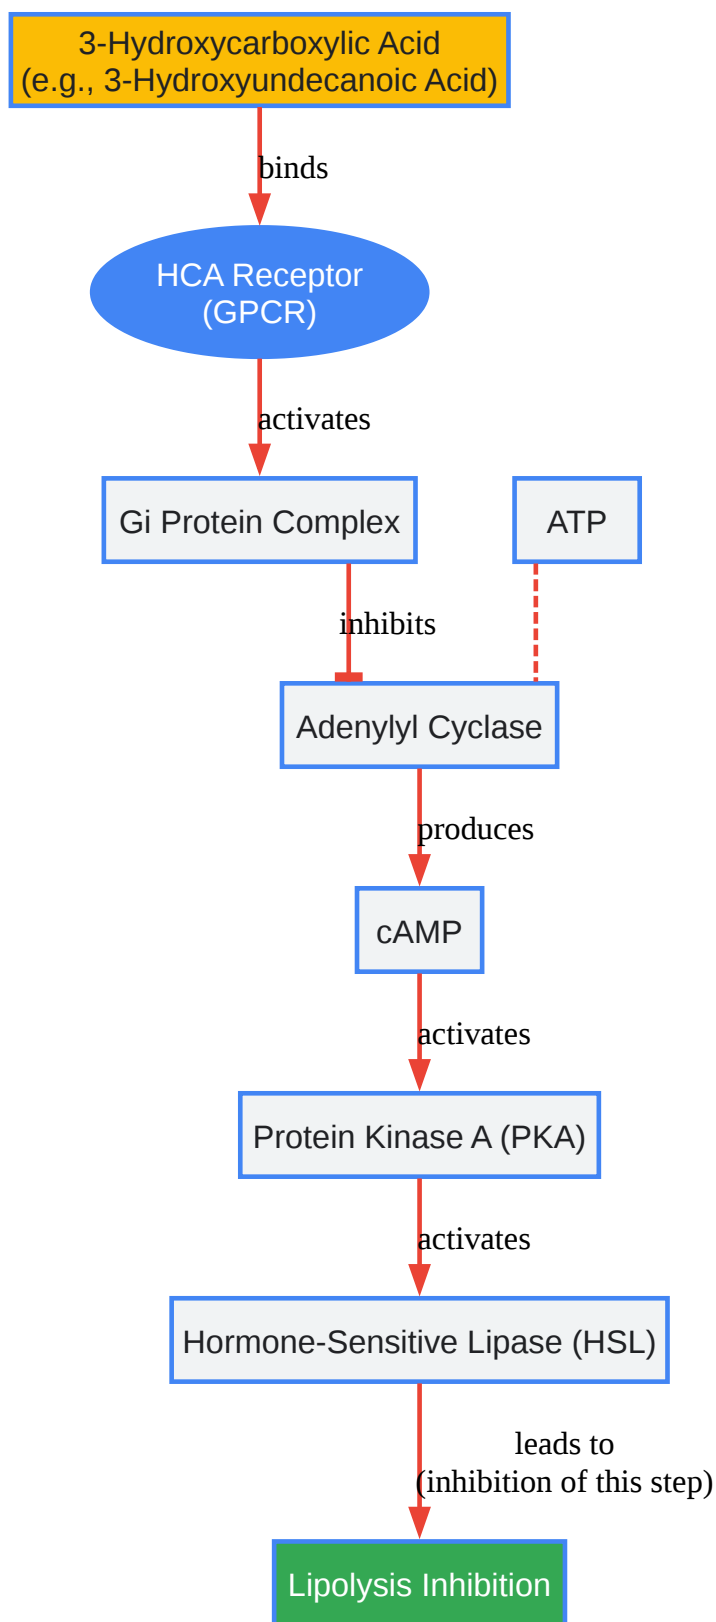 3-Hydroxycarboxylic Acid
(e.g., 3-Hydroxyundecanoic Acid)
binds
HCA Receptor
(GPCR)
activates
Gi Protein Complex
ATP
inhibits
Adenylyl Cyclase
produces
cAMP
activates
Protein Kinase A (PKA)
activates
Hormone-Sensitive Lipase (HSL)
leads to
(inhibition of this step)
Lipolysis Inhibition